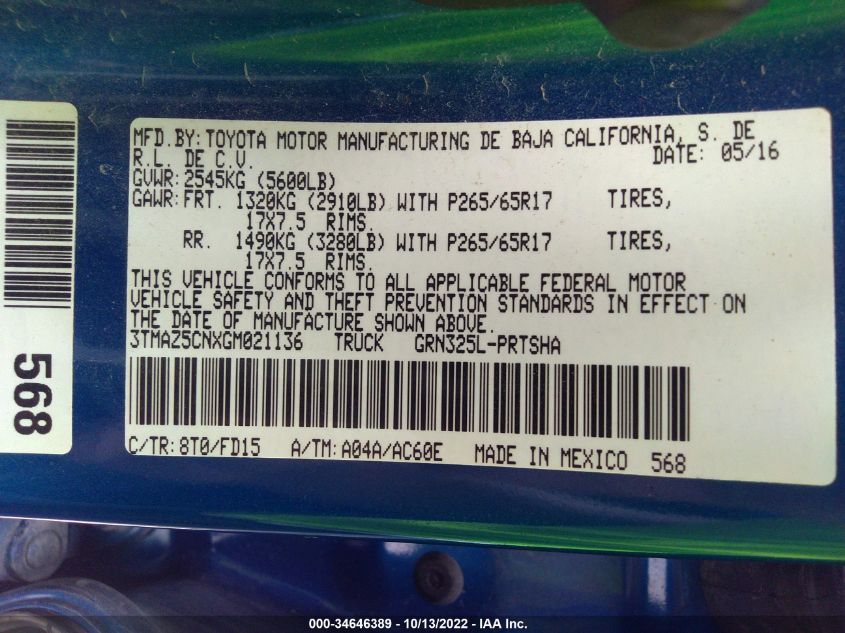 MFD.BY:TOYOTA MOTOR MANUFACTURING DE BAJA CALIFORNIA, S. DE
R.L. DE C.V. DATE: 05/16
GVWR:2545KG (5600LB)
GAWR:FRT. 1320KG (2910LB) WITH P265/65R17 TIRES,
17X7.5 RIMS.
RR. 1490KG (3280LB) WITH P265/65R17 TIRES,
17X7.5 RIMS.
THIS VEHICLE CONFORMS TO ALL APPLICABLE FEDERAL MOTOR
VEHICLE SAFETY AND THEFT PREVENTION STANDARDS IN EFFECT ON
THE DATE OF MANUFACTURE SHOWN ABOVE.
3TMAZ5CNXGM021136 TRUCK GRN325L-PRTSHA
C/TR:8T0/FD15 A/TM:A04A/AC60E MADE IN MEXICO 568
568
000-34646389 - 10/13/2022 - IAA Inc.